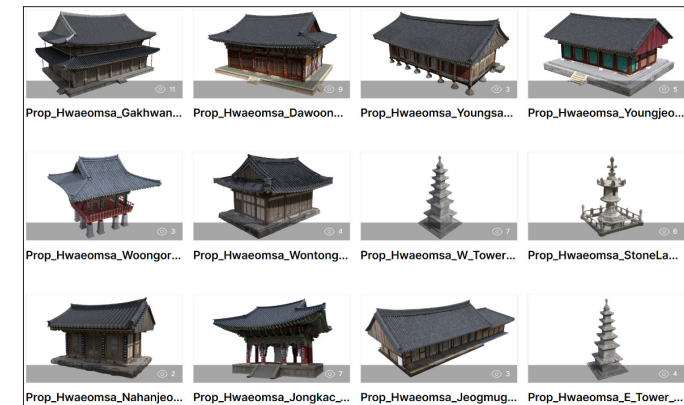 11
9
3
5
Prop_Hwaeomsa_Gakhwan...
Prop_Hwaeomsa_Dawoon...
Prop_Hwaeomsa_Youngsa...
Prop_Hwaeomsa_Youngjeo...
3
4
7
6
Prop_Hwaeomsa_Woongor...
Prop_Hwaeomsa_Wontong...
Prop_Hwaeomsa_W_Tower...
Prop_Hwaeomsa_StoneLa...
2
7
3
4
Prop_Hwaeomsa_Nahanjeo...
Prop_Hwaeomsa_Jongkac_...
Prop_Hwaeomsa_Jeogmug...
Prop_Hwaeomsa_E_Tower_...